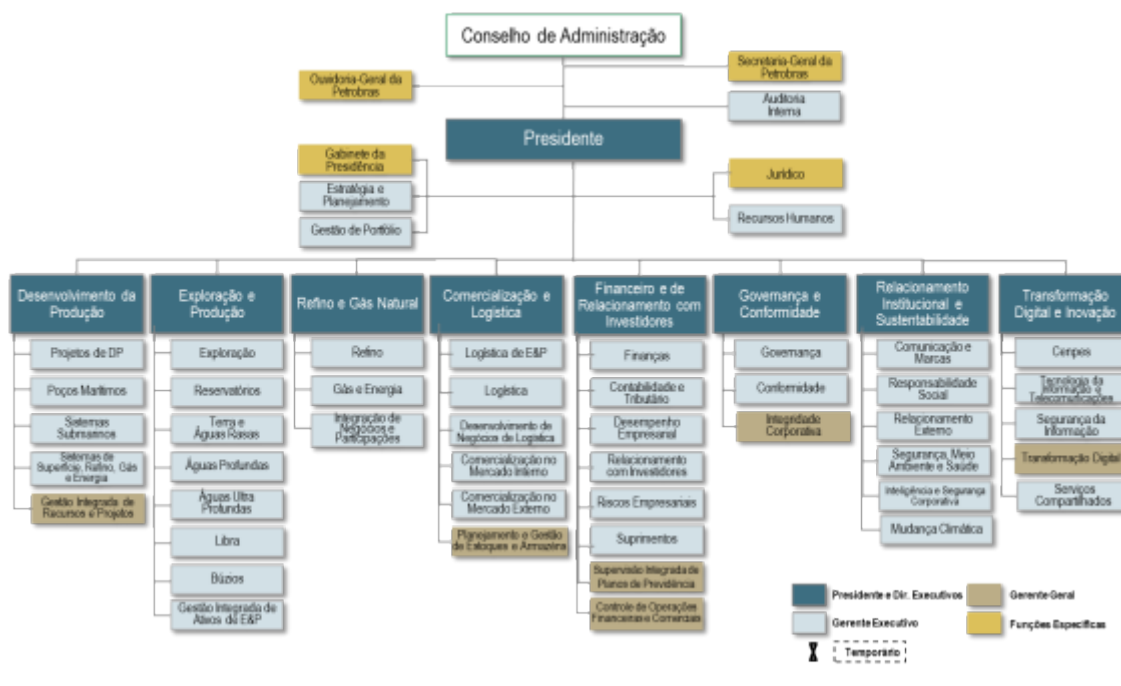 Conselho de Administração
Ouvidoria-Geral da
Petrobras
Secretaria-Geral da
Petrobras
Auditoria
Interna
Presidente
Gabinete da
Presidência
Estratégia e
Planejamento
Gestão de Portfólio
Jurídico
Recursos Humanos
Desenvolvimento da
Produção
Projetos de DP
Poços Marítimos
Sistemas
Submarinos
Sistemas de
Superfície, Refino, Gás
e Energia
Gestão Integrada de
Recursos e Projetos
Exploração e
Produção
Exploração
Reservatórios
Terra e
Águas Rasas
Águas Profundas
Águas Ultra
Profundas
Libra
Búzios
Gestão Integrada de
Ativos de E&P
Refino e Gás Natural
Refino
Gás e Energia
Integração de
Negócios e
Participações
Comercialização e
Logística
Logística de E&P
Logística
Desenvolvimento de
Negócios de Logística
Comercialização no
Mercado Interno
Comercialização no
Mercado Externo
Planejamento e Gestão
de Estoques e Armazéns
Financeiro e de
Relacionamento com
Investidores
Finanças
Contabilidade e
Tributário
Desempenho
Empresarial
Relacionamento
com Investidores
Riscos Empresariais
Suprimentos
Supervisão Integrada de
Planos de Previdência
Controle de Operações
Financeiras e Comerciais
Governança e
Conformidade
Governança
Conformidade
Integridade
Corporativa
Relacionamento
Institucional e
Sustentabilidade
Comunicação e
Marcas
Responsabilidade
Social
Relacionamento
Externo
Segurança, Meio
Ambiente e Saúde
Inteligência e Segurança
Corporativa
Mudança Climática
Transformação
Digital e Inovação
Cenpes
Tecnologia da
Informação e
Telecomunicações
Segurança da
Informação
Transformação Digital
Serviços
Compartilhados
Presidente e Dir. Executivos
Gerente Geral
Gerente Executivo
Funções Específicas
Temporário